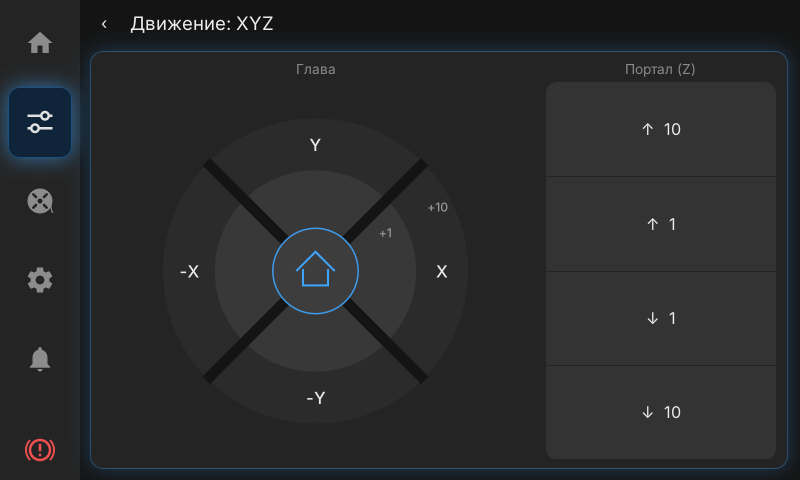 ‹ Движение: XYZ
Глава
Y
+10
+1
-X
X
-Y
Портал (Z)
↑ 10
↑ 1
↓ 1
↓ 10